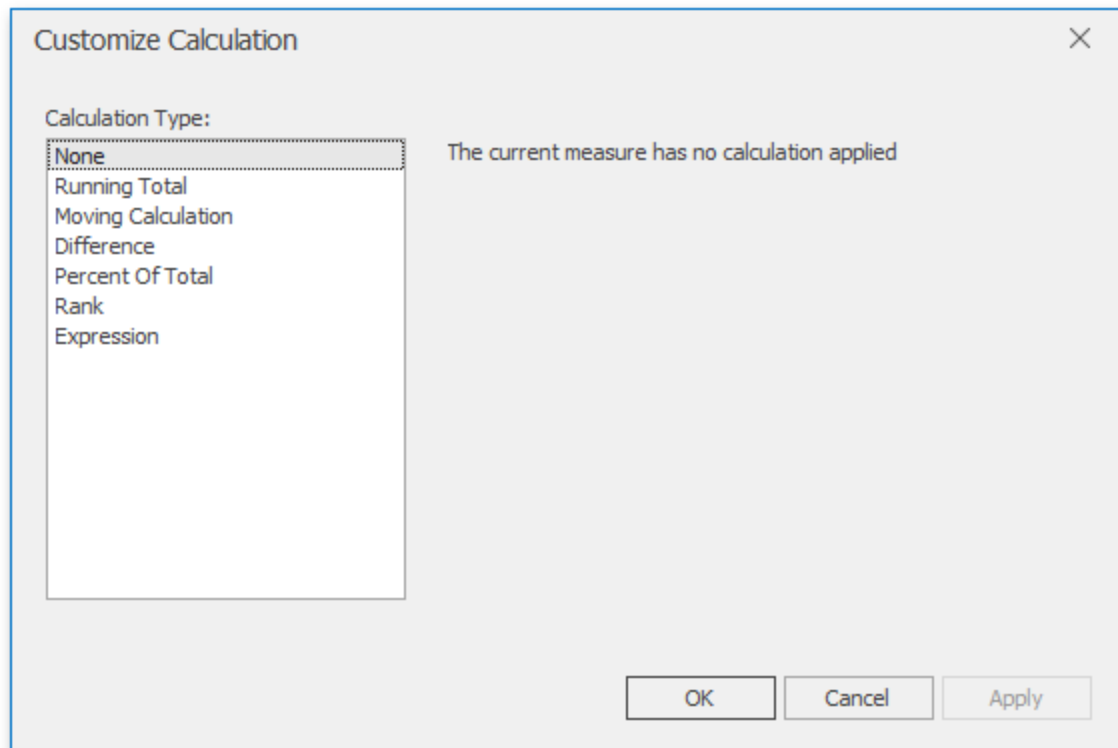 Customize Calculation
Calculation Type:
None
The current measure has no calculation applied
Running Total
Moving Calculation
Difference
Percent Of Total
Rank
Expression
OK
Cancel
Apply